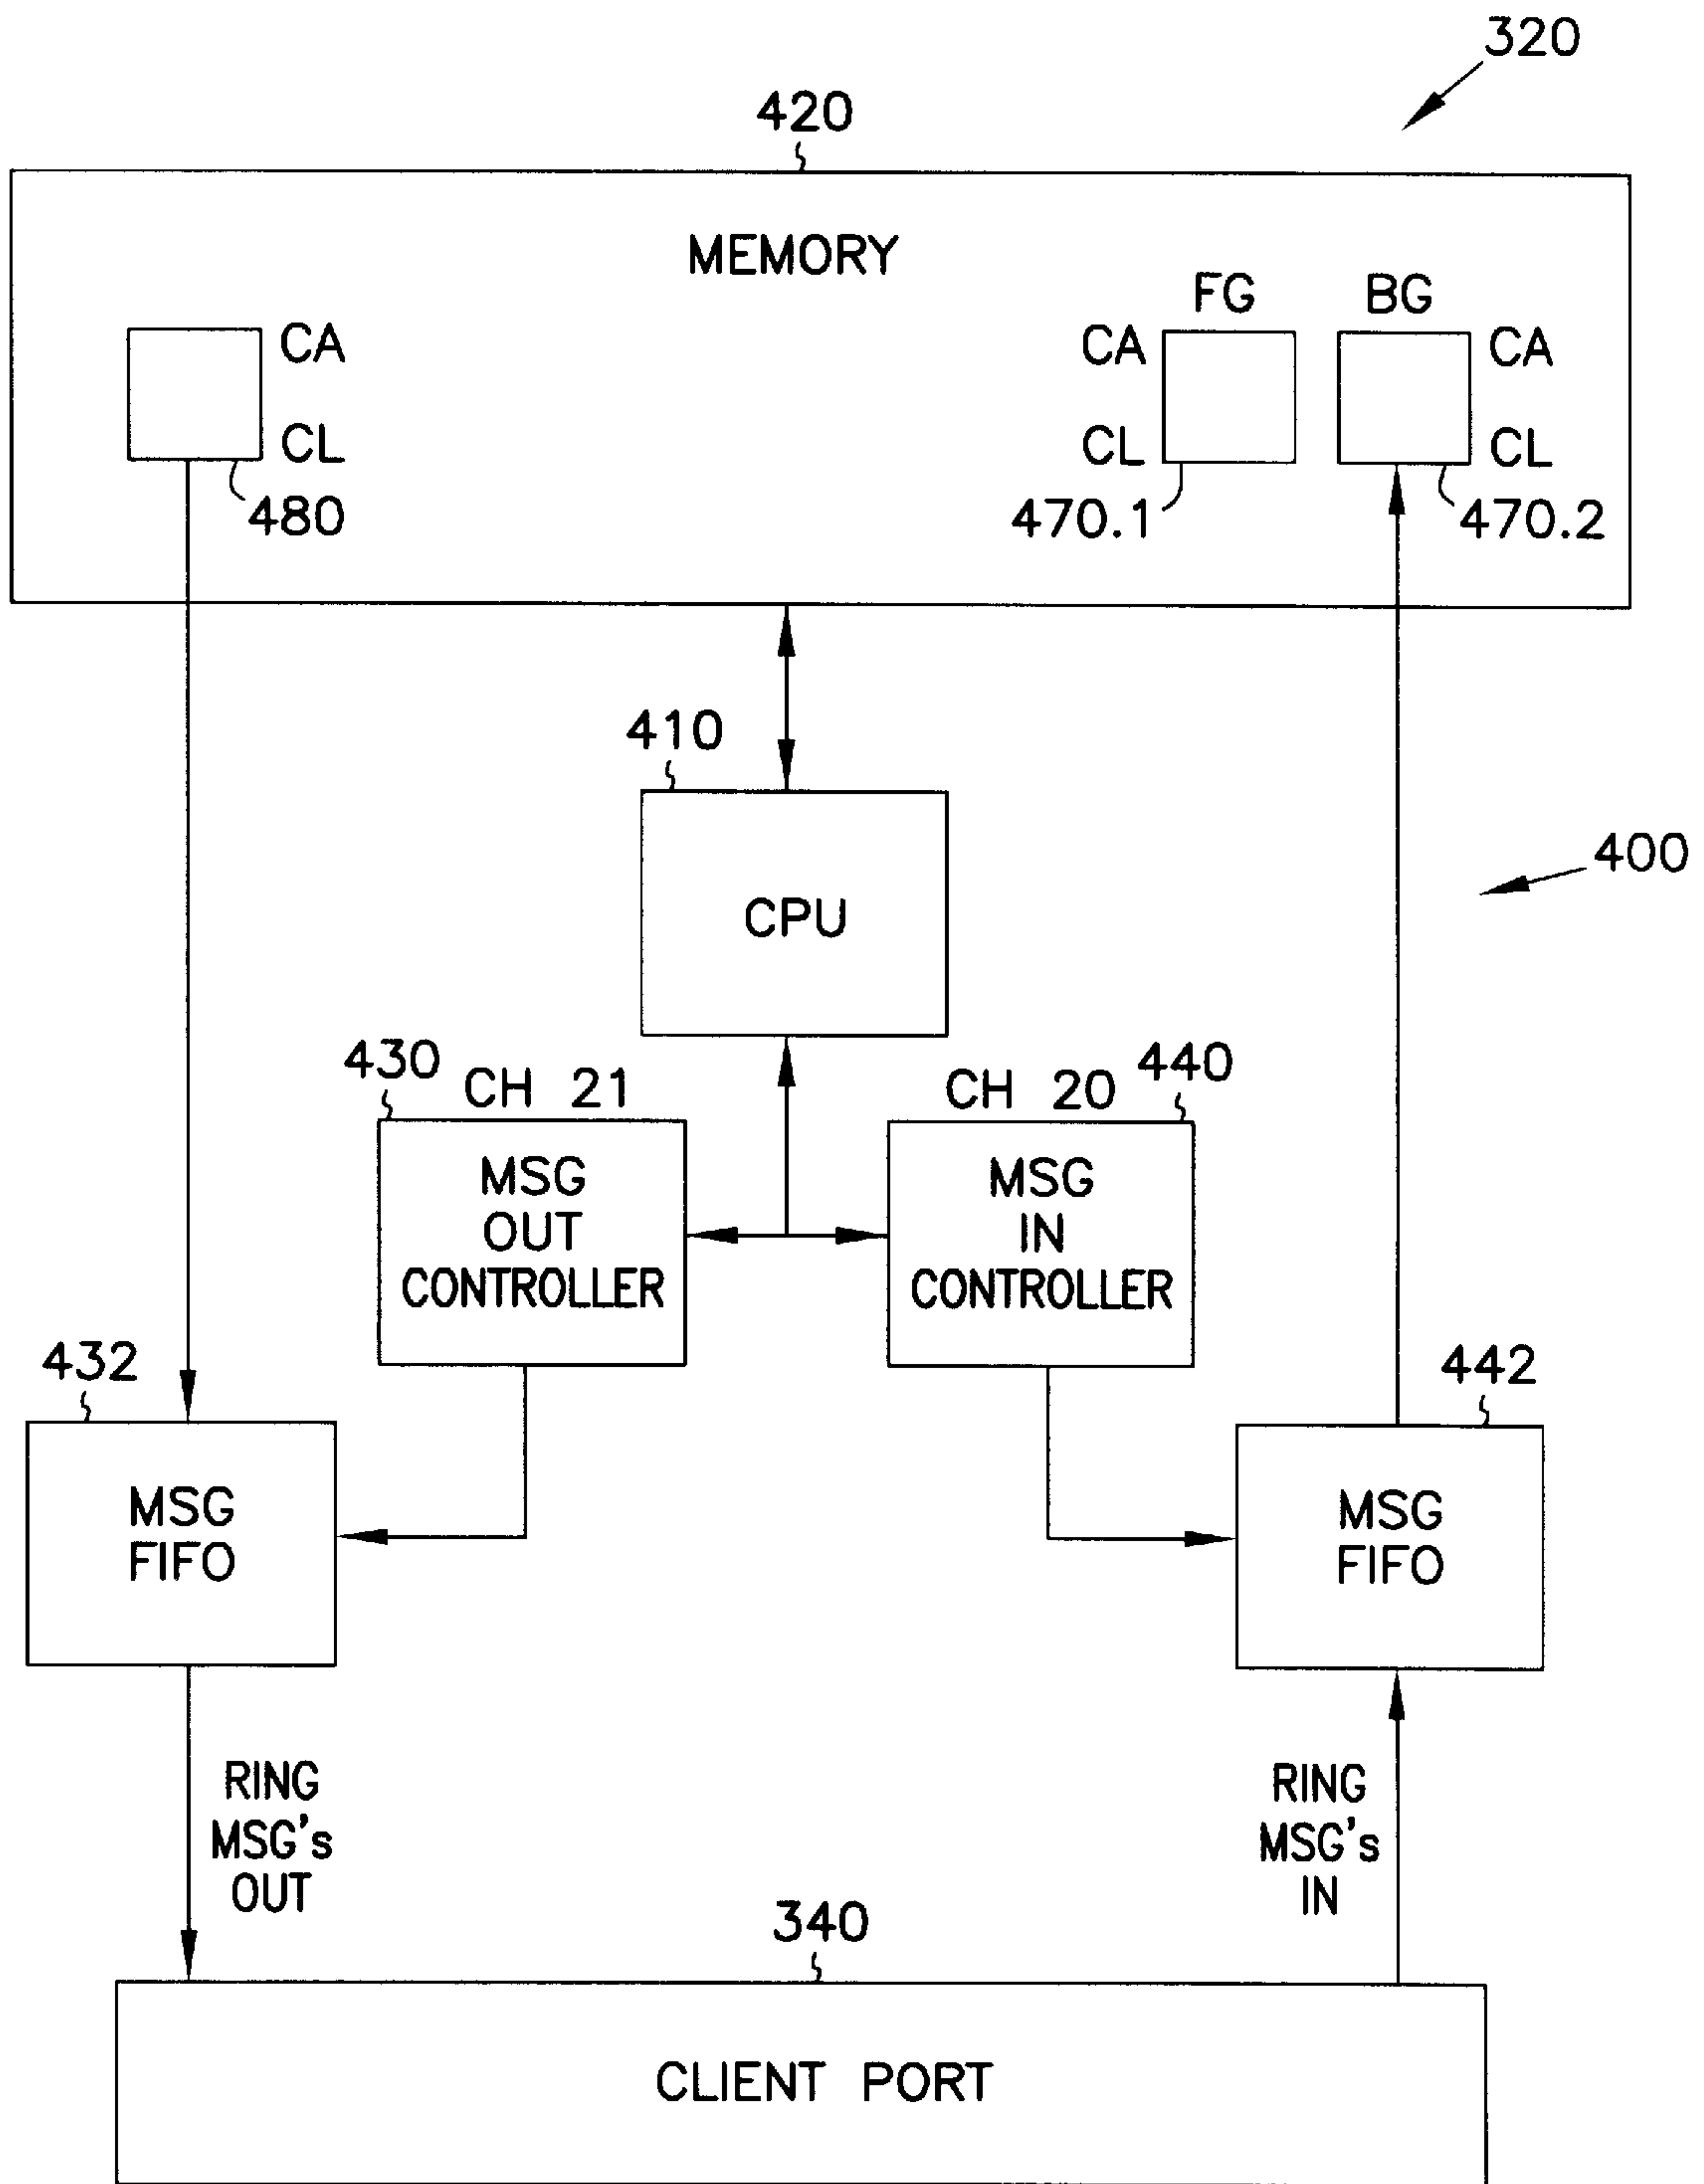 320
420
MEMORY
FG BG
CA CA CA
CL CL CL
480 470.1 470.2
410
CPU
400
430 CH 21 CH 20 440
MSG
OUT
CONTROLLER
MSG
IN
CONTROLLER
432
MSG
FIFO
442
MSG
FIFO
RING
MSG's
OUT
RING
MSG's
IN
340
CLIENT PORT